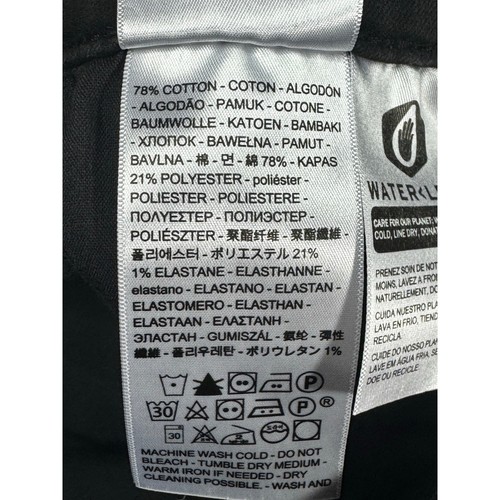 78% COTTON - COTON - ALGODÓN
- ALGODÃO - PAMUK - COTONE -
BAUMWOLLE - KATOEN - BAMBAKI
- ХЛОПОК - BAWEŁNA - PAMUT -
BAVLNA - 棉 - 면 - 綿 78% - KAPAS
21% POLYESTER - poliéster -
POLIESTER - POLIESTERE -
ΠΟΛΥΕΣΤΕΡ - ПОЛИЭСТЕР -
POLIÉSZTER - 聚酯纤维 - 聚酯纖維 -
폴리에스터 - ポリエステル 21%
1% ELASTANE - ELASTHANNE -
elastano - ELASTANO - ELASTAN -
ELASTOMERO - ELASTHAN -
ELASTAAN - ΕΛΑΣΤΑΝΗ -
ЭЛАСТАН - GUMISZÁL - 氨纶 - 彈性
纖維 - 폴리우레탄 - ポリウレタン 1%
P
30 P
30
MACHINE WASH COLD - DO NOT
BLEACH - TUMBLE DRY MEDIUM -
WARM IRON IF NEEDED - DRY
CLEANING POSSIBLE. - WASH AND
WATER<L
CARE FOR OUR PLANET:
COLD, LINE DRY, DONAT
PRENEZ SOIN DE NOT
MOINS, LAVEZ A FROI
NATURELLEMENT, DO
CUIDA NUESTRO PLAN
LAVA EN FRÍO, TIEND
RECICLA.
CUIDE DO NOSSO PLA
LAVE EM ÁGUA FRIA, SE
DOE OU RECICLE.